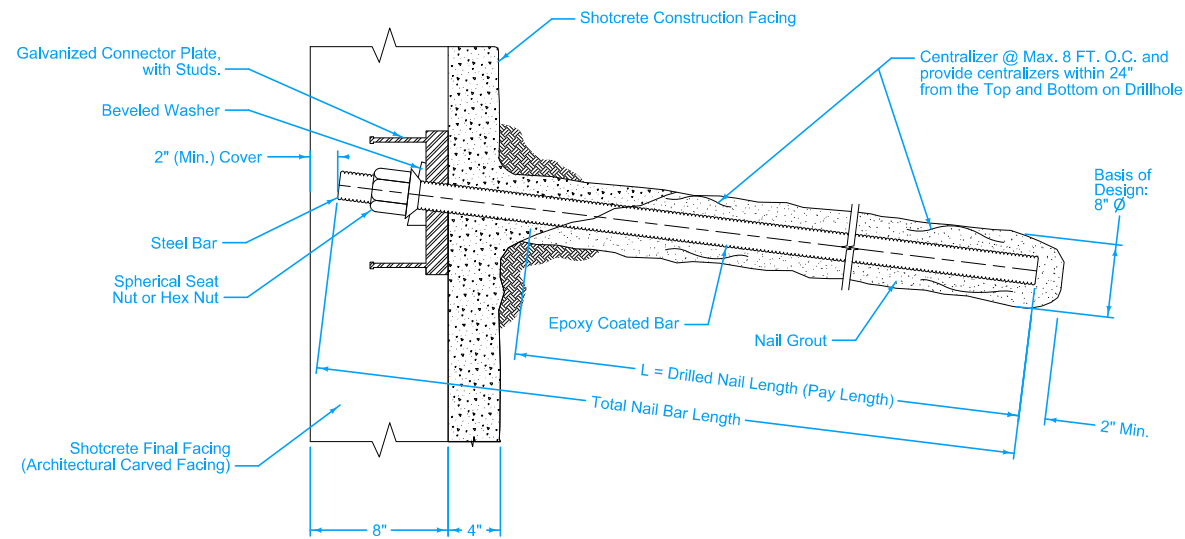 Shotcrete Construction Facing
Galvanized Connector Plate,
with Studs.
Centralizer @ Max. 8 FT. O.C. and
provide centralizers within 24"
from the Top and Bottom on Drillhole
Beveled Washer
2" (Min.) Cover
Basis of
Design:
8" Ø
Steel Bar
Spherical Seat
Nut or Hex Nut
Epoxy Coated Bar
Nail Grout
L = Drilled Nail Length (Pay Length)
Total Nail Bar Length
2" Min.
Shotcrete Final Facing
(Architectural Carved Facing)
8"
4"